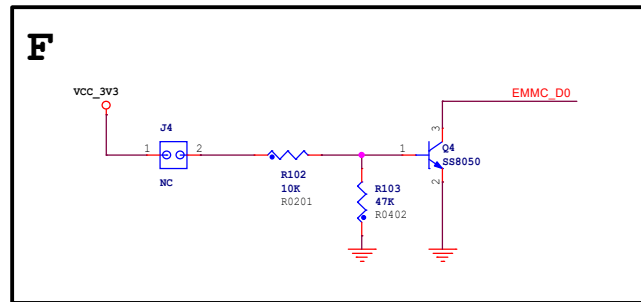 F
VCC_3V3
EMMC_D0
J4
1
2
NC
R102
10K
R0201
R103
47K
R0402
1
3
Q4
SS8050
2